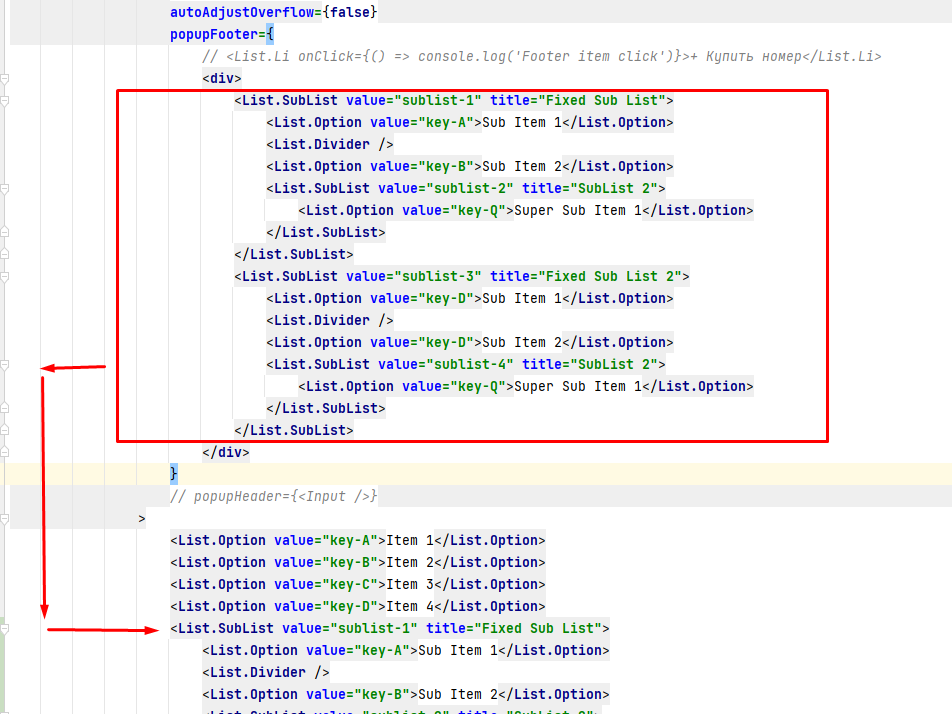 autoAdjustOverflow={false}
popupFooter={
// <List.Li onClick={() => console.log('Footer item click')}>+ Купить номер</List.Li>
<div>
<List.SubList value="sublist-1" title="Fixed Sub List">
<List.Option value="key-A">Sub Item 1</List.Option>
<List.Divider />
<List.Option value="key-B">Sub Item 2</List.Option>
<List.SubList value="sublist-2" title="SubList 2">
<List.Option value="key-Q">Super Sub Item 1</List.Option>
</List.SubList>
</List.SubList>
<List.SubList value="sublist-3" title="Fixed Sub List 2">
<List.Option value="key-D">Sub Item 1</List.Option>
<List.Divider />
<List.Option value="key-D">Sub Item 2</List.Option>
<List.SubList value="sublist-4" title="SubList 2">
<List.Option value="key-Q">Super Sub Item 1</List.Option>
</List.SubList>
</List.SubList>
</div>
}
// popupHeader={<Input />}
>
<List.Option value="key-A">Item 1</List.Option>
<List.Option value="key-B">Item 2</List.Option>
<List.Option value="key-C">Item 3</List.Option>
<List.Option value="key-D">Item 4</List.Option>
<List.SubList value="sublist-1" title="Fixed Sub List">
<List.Option value="key-A">Sub Item 1</List.Option>
<List.Divider />
<List.Option value="key-B">Sub Item 2</List.Option>